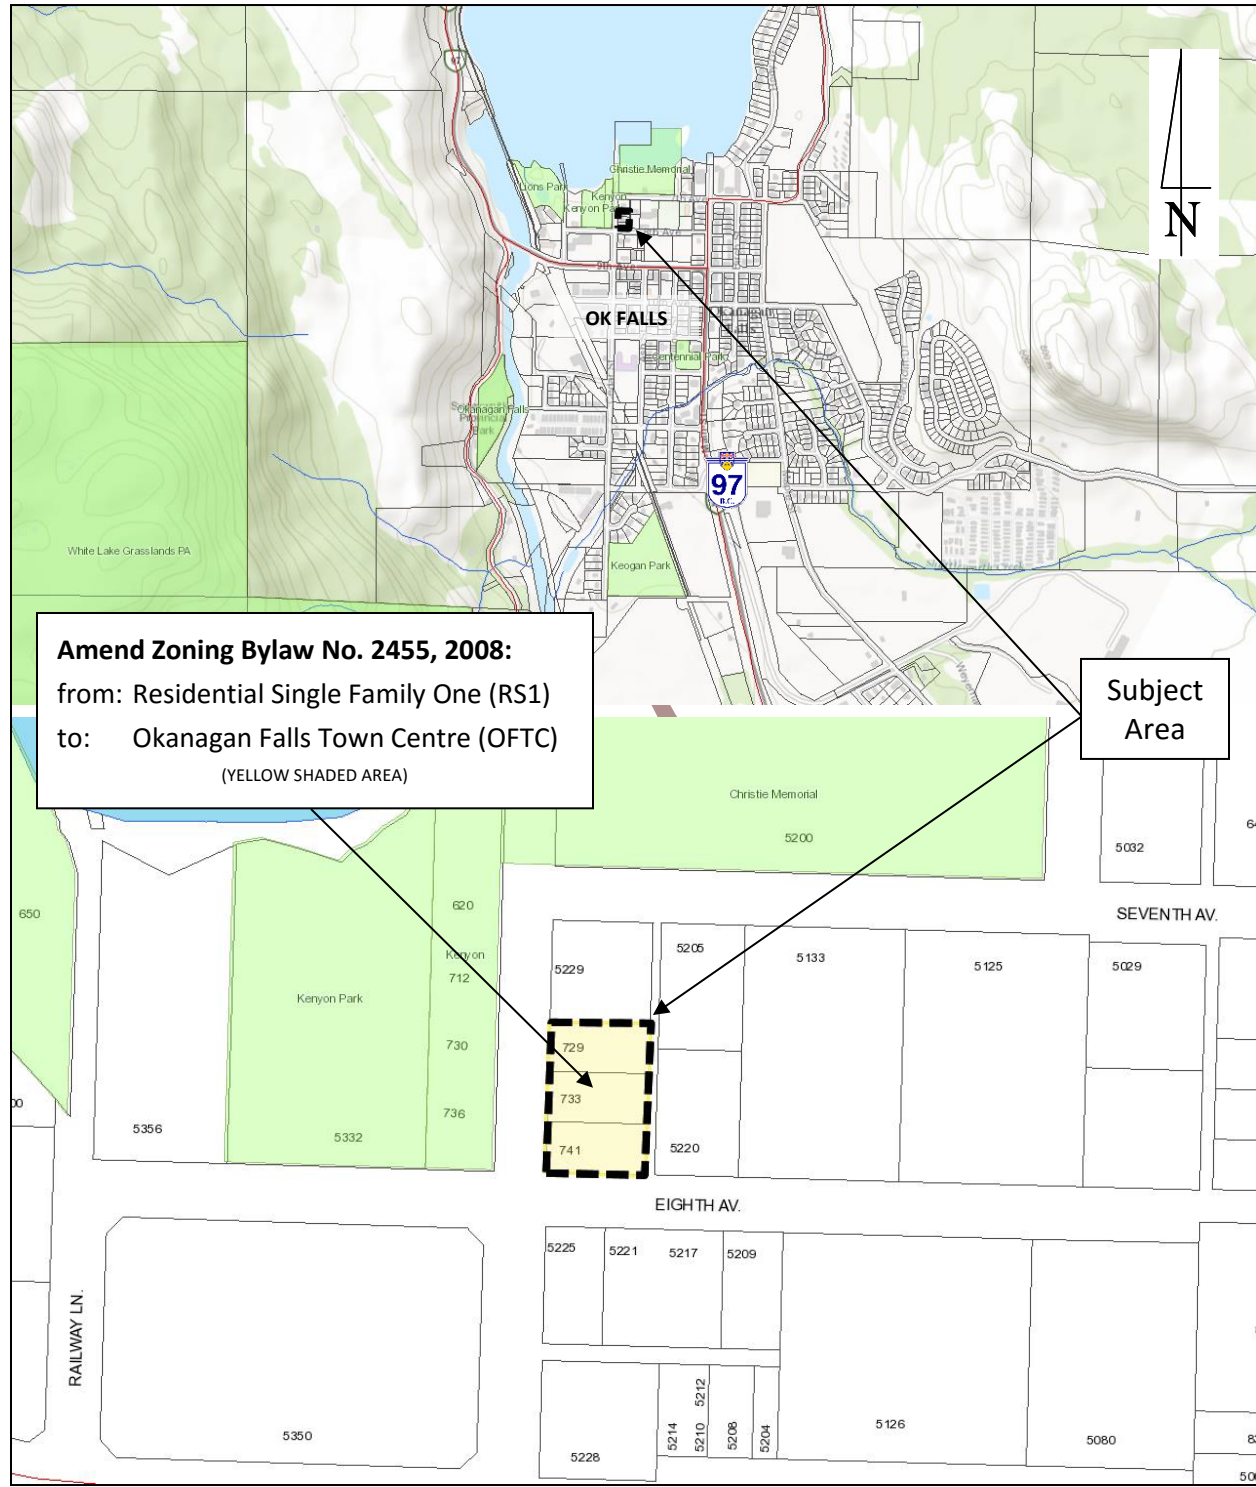 97
N
Christie Memorial
Lions Park
Kenyon
Kenyon Park
8th Ave
9th Ave
OK FALLS
Centennial Park
Okanagan Falls
Provincial
Park
97
B.C.
White Lake Grasslands PA
Keogan Park
Amend Zoning Bylaw No. 2455, 2008:
from: Residential Single Family One (RS1)
to: Okanagan Falls Town Centre (OFTC)
(YELLOW SHADED AREA)
Subject
Area
Christie Memorial
5200
5032
650
620
SEVENTH AV.
Kenyon
712
5229
5205
5133
5125
5029
Kenyon Park
730
729
736
733
5356
5332
741
5220
EIGHTH AV.
5225
5221
5217
5209
RAILWAY LN.
5350
5228
5214
5210
5212
5208
5204
5126
5080